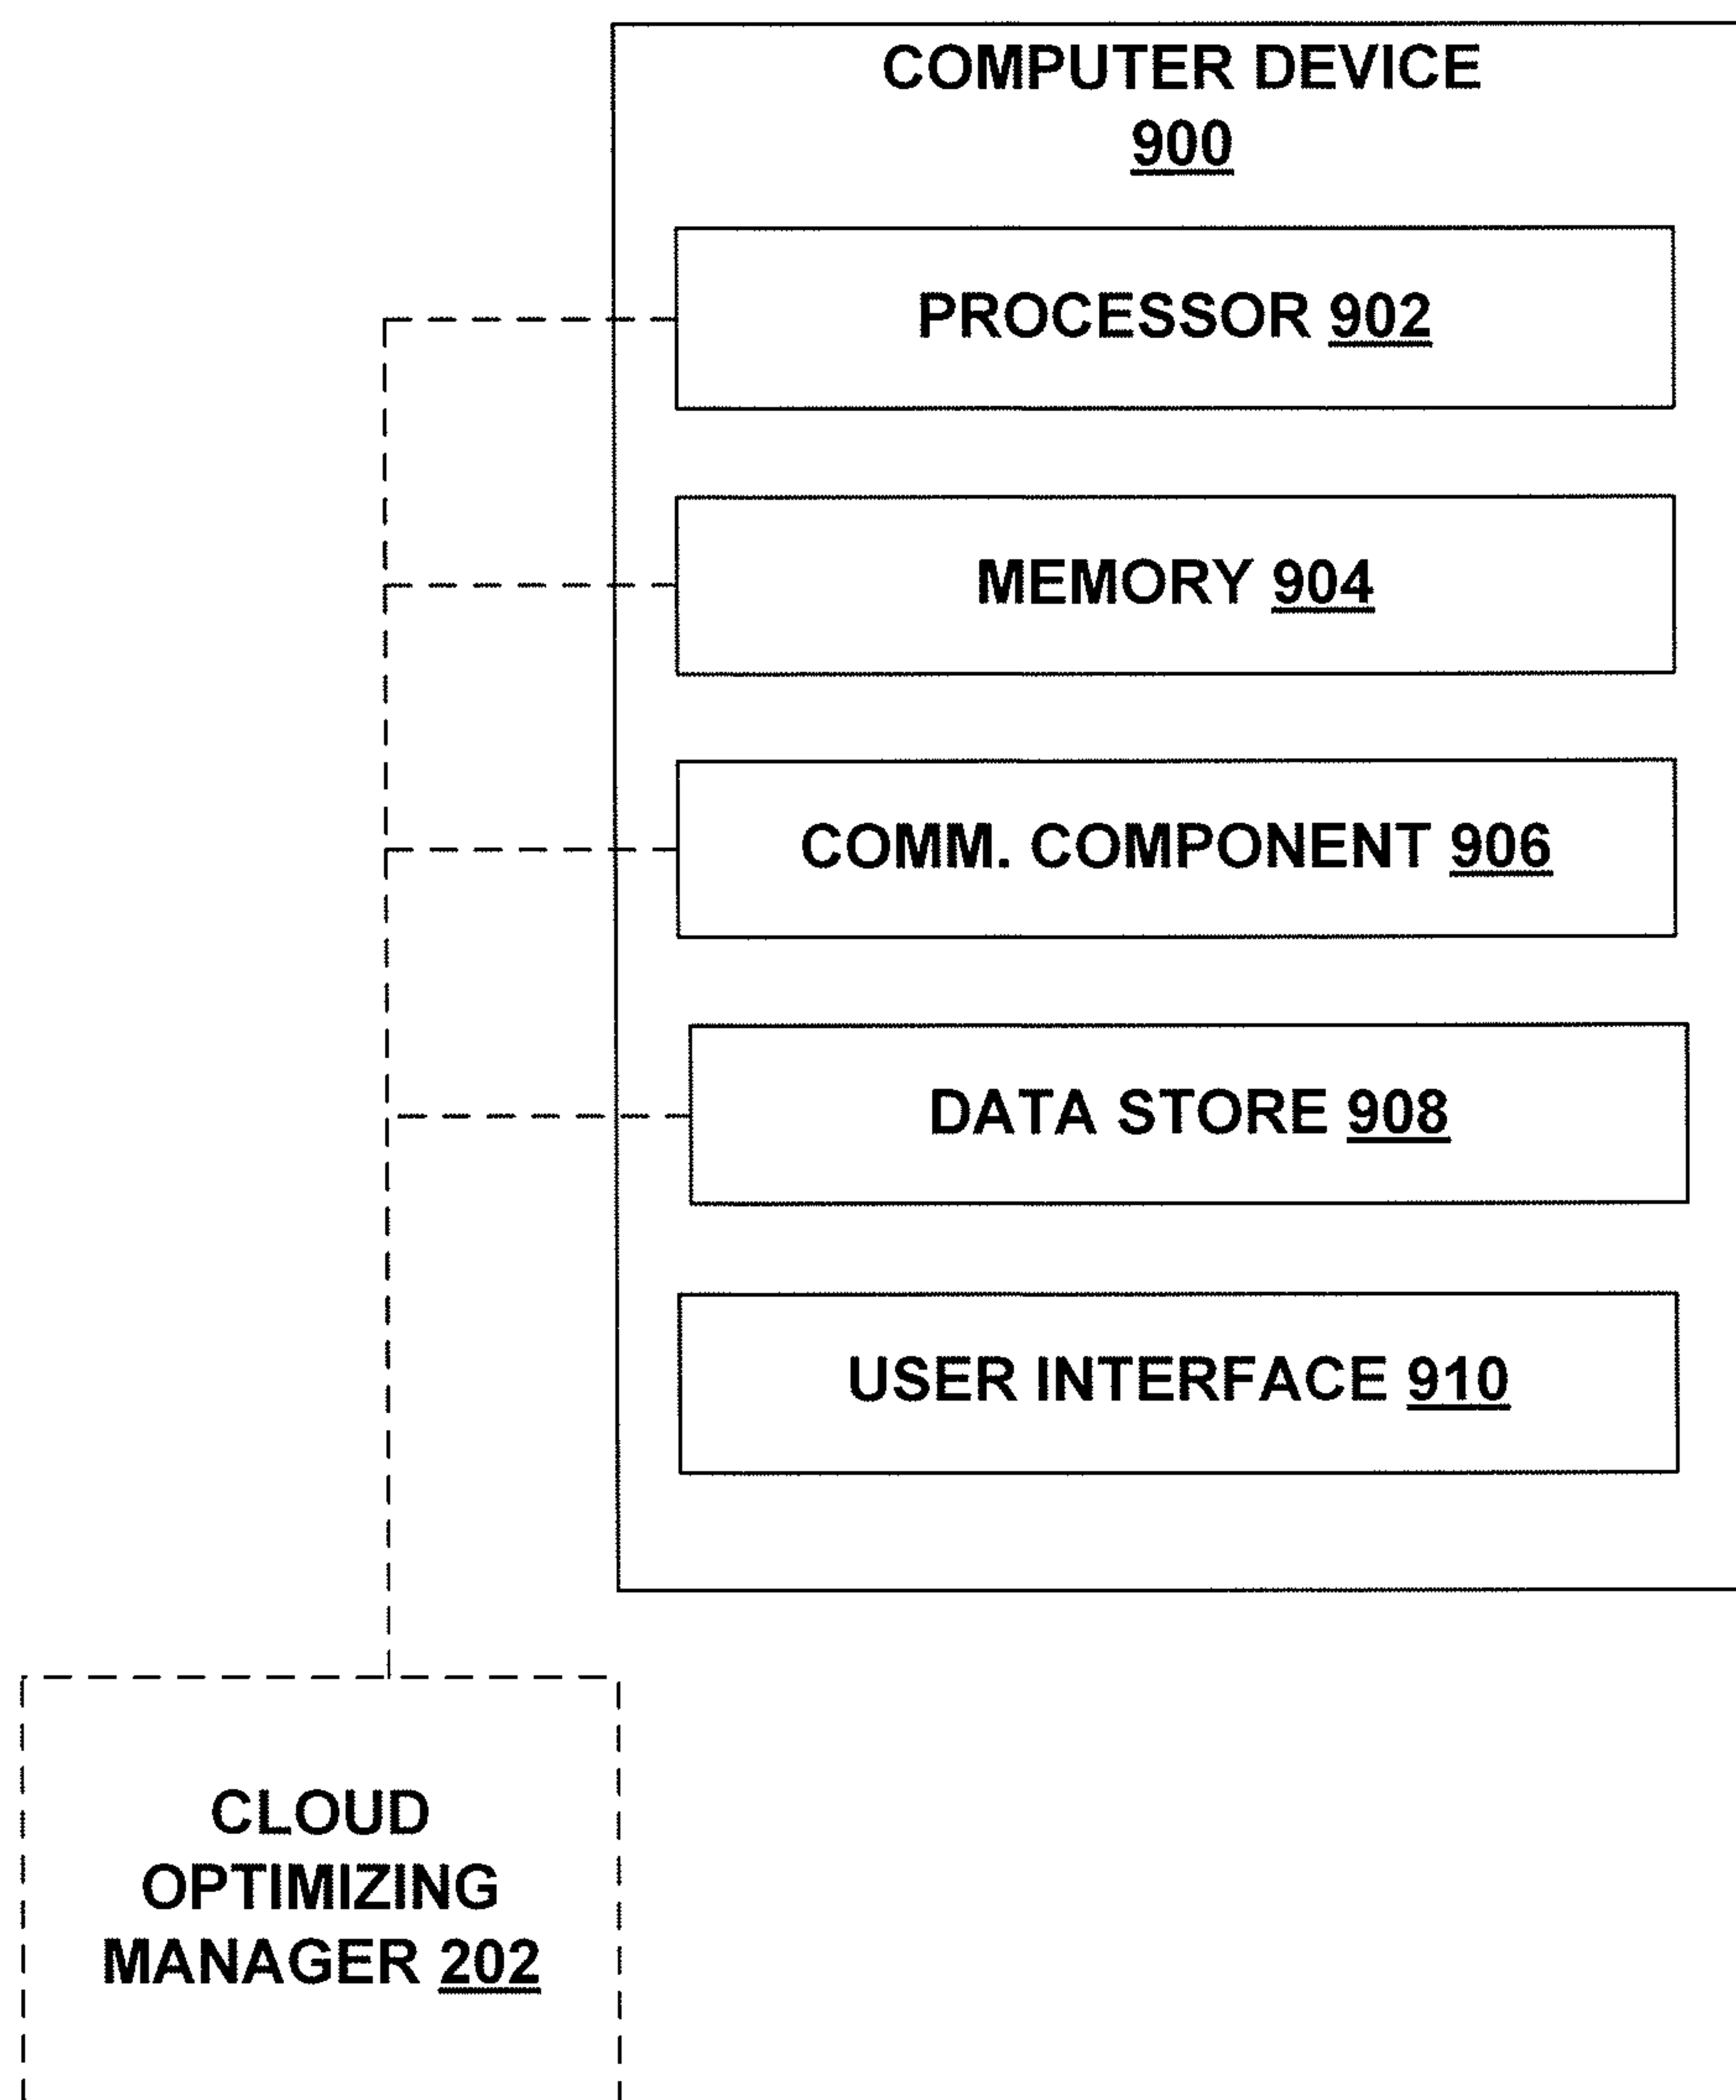 COMPUTER DEVICE
900
PROCESSOR 902
MEMORY 904
COMM. COMPONENT 906
DATA STORE 908
USER INTERFACE 910
CLOUD
OPTIMIZING
MANAGER 202